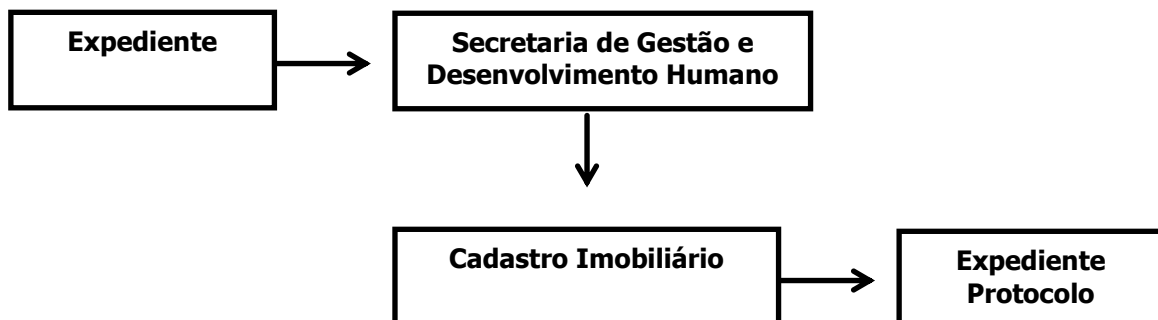 Expediente
Secretaria de Gestão e
Desenvolvimento Humano
Cadastro Imobiliário
Expediente
Protocolo